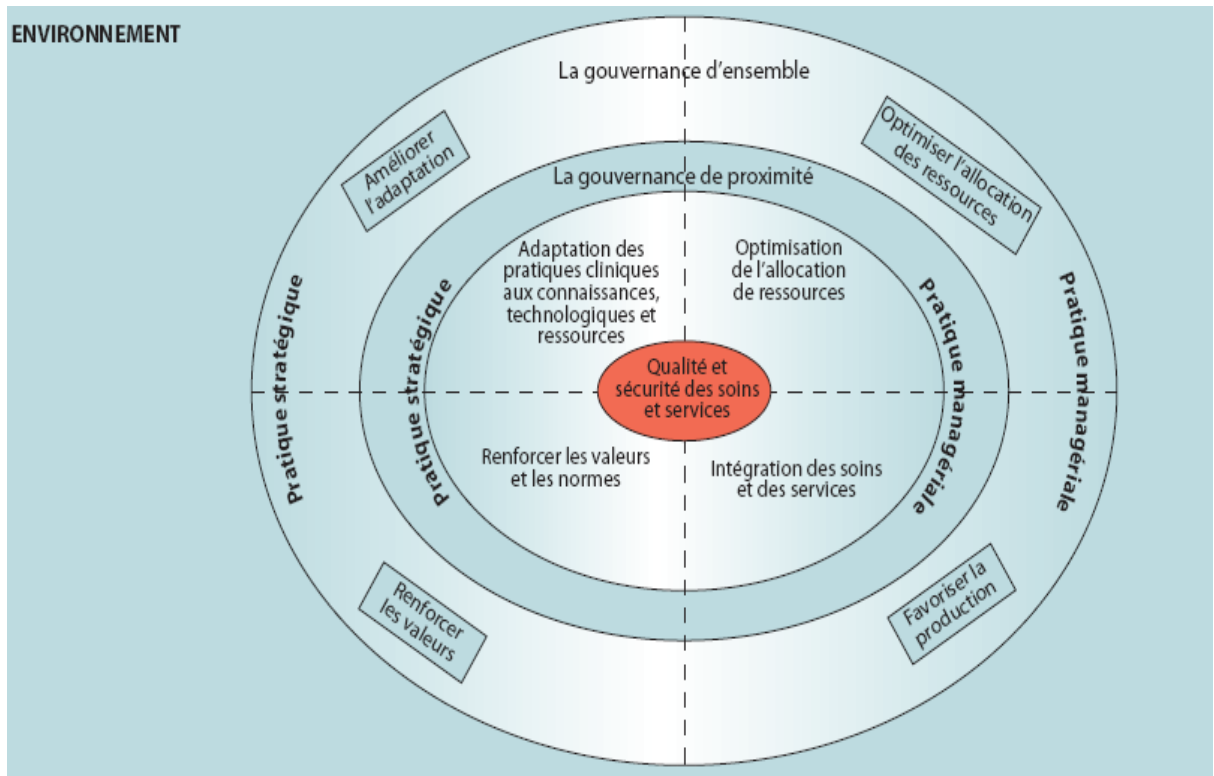 ENVIRONNEMENT
La gouvernance d'ensemble
Améliorer
l'adaptation
Optimiser l'allocation
des ressources
La gouvernance de proximité
Pratique stratégique
Pratique stratégique
Adaptation des
pratiques cliniques
aux connaissances,
technologiques et
ressources
Optimisation
de l'allocation
de ressources
Pratique managériale
Pratique managériale
Qualité et
sécurité des soins
et services
Renforcer les valeurs
et les normes
Intégration des soins
et des services
Renforcer
les valeurs
Favoriser la
production